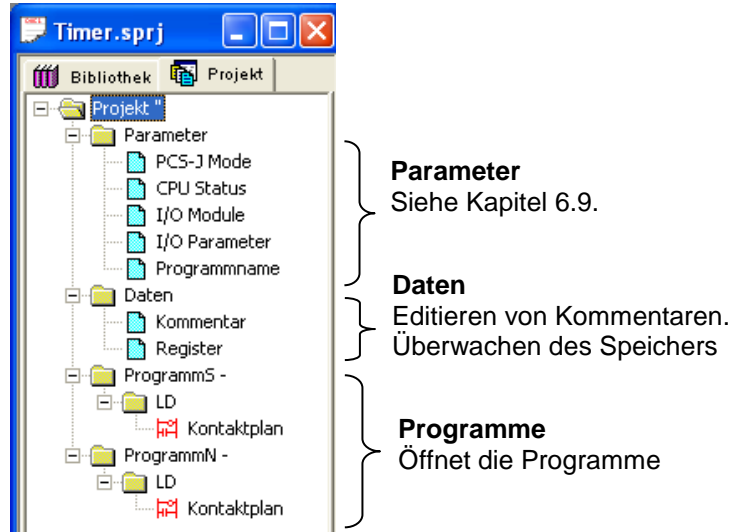 Timer.sprj
Bibliothek Projekt
Projekt "
Parameter
PCS-J Mode
CPU Status
I/O Module
I/O Parameter
Programmname
Daten
Kommentar
Register
ProgrammS -
LD
Kontaktplan
ProgrammN -
LD
Kontaktplan
Parameter
Siehe Kapitel 6.9.
Daten
Editieren von Kommentaren.
Überwachen des Speichers
Programme
Öffnet die Programme